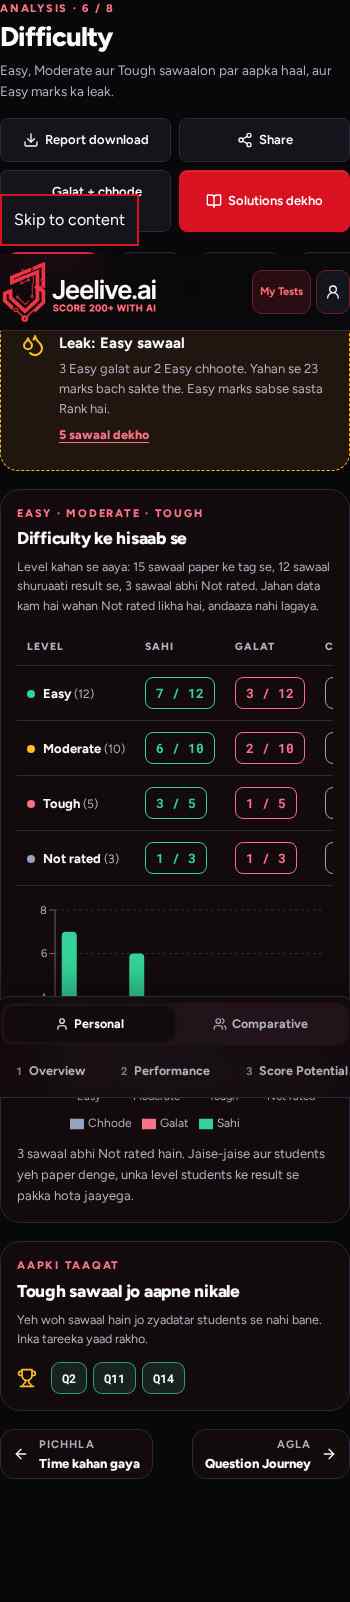 ANALYSIS · 6 / 8
Difficulty
Easy, Moderate aur Tough sawaalon par aapka haal, aur
Easy marks ka leak.
Report download
Share
Galat + chhode
Solutions dekho
Skip to content
Jeelive.ai
SCORE 200+ WITH AI
My Tests
Leak: Easy sawaal
3 Easy galat aur 2 Easy chhoote. Yahan se 23
marks bach sakte the. Easy marks sabse sasta
Rank hai.
5 sawaal dekho
EASY · MODERATE · TOUGH
Difficulty ke hisaab se
Level kahan se aaya: 15 sawaal paper ke tag se, 12 sawaal
shuruaati result se, 3 sawaal abhi Not rated. Jahan data
kam hai wahan Not rated likha hai, andaaza nahi lagaya.
LEVEL SAHI GALAT C
Easy (12) 7 / 12 3 / 12
Moderate (10) 6 / 10 2 / 10
Tough (5) 3 / 5 1 / 5
Not rated (3) 1 / 3 1 / 3
8
6
Personal
Comparative
1 Overview 2 Performance 3 Score Potential
Easy Moderate Tough Not rated
Chhode Galat Sahi
3 sawaal abhi Not rated hain. Jaise-jaise aur students
yeh paper denge, unka level students ke result se
pakka hota jaayega.
AAPKI TAAQAT
Tough sawaal jo aapne nikale
Yeh woh sawaal hain jo zyadatar students se nahi bane.
Inka tareeka yaad rakho.
Q2 Q11 Q14
PICHHLA
Time kahan gaya
AGLA
Question Journey